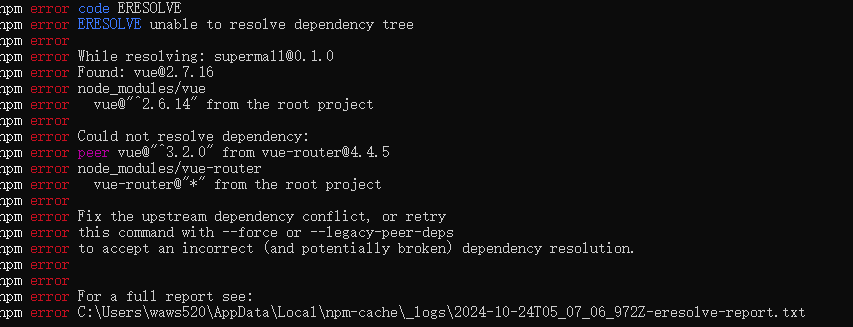 npm error code ERESOLVE
npm error ERESOLVE unable to resolve dependency tree
npm error
npm error While resolving: supermall@0.1.0
npm error Found: vue@2.7.16
npm error node_modules/vue
npm error   vue@"^2.6.14" from the root project
npm error
npm error Could not resolve dependency:
npm error peer vue@"^3.2.0" from vue-router@4.4.5
npm error node_modules/vue-router
npm error   vue-router@"*" from the root project
npm error
npm error Fix the upstream dependency conflict, or retry
npm error this command with --force or --legacy-peer-deps
npm error to accept an incorrect (and potentially broken) dependency resolution.
npm error
npm error
npm error For a full report see:
npm error C:\Users\waws520\AppData\Local\npm-cache\_logs\2024-10-24T05_07_06_972Z-eresolve-report.txt